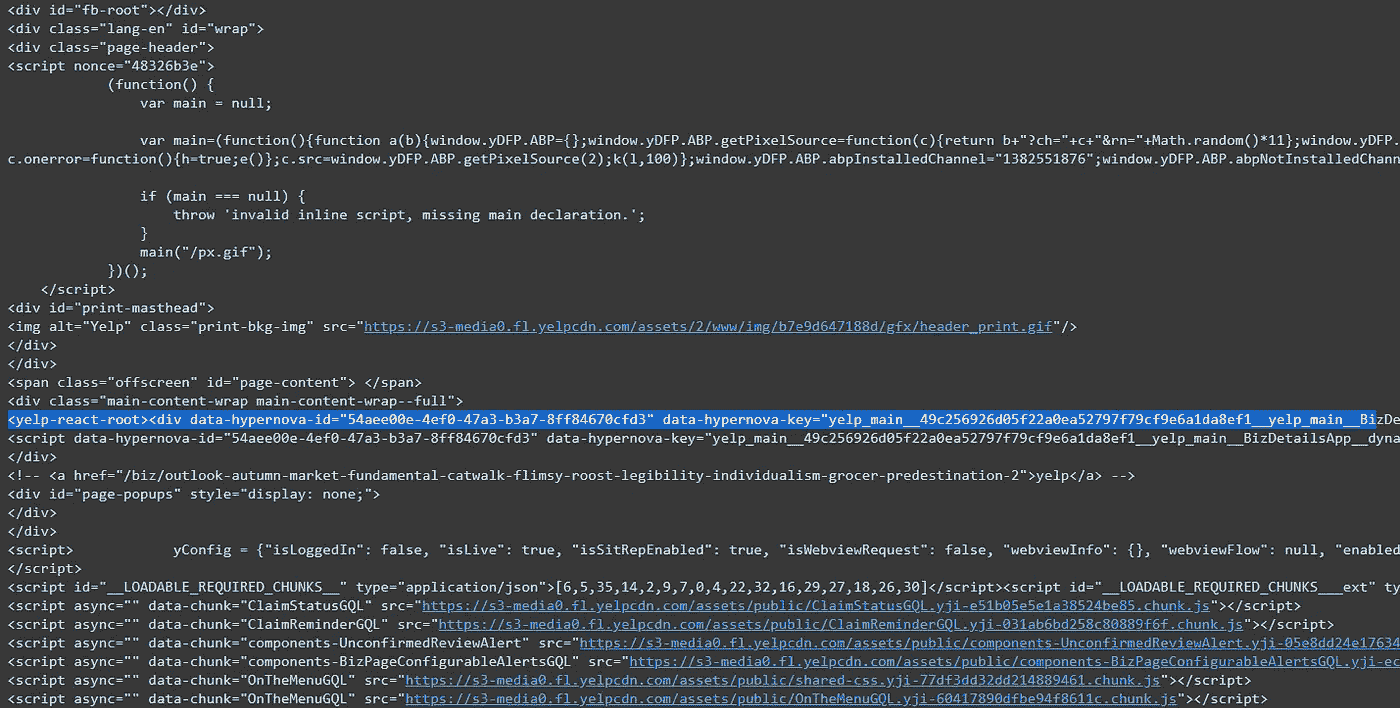 <div id="fb-root"></div>
<div class="lang-en" id="wrap">
<div class="page-header">
<script nonce="48326b3e">
(function() {
var main = null;
var main=(function(){function a(b){window.yDFP.ABP={};window.yDFP.ABP.getPixelSource=function(c){return b+"?ch="+c+"&rn="+Math.random()*11};window.yDFP.
c.onerror=function(){h=true;e()};c.src=window.yDFP.ABP.getPixelSource(2);k(1,100)};window.yDFP.ABP.abpInstalledChannel="1382551876";window.yDFP.ABP.abpNotInstalledChann
if (main === null) {
throw 'invalid inline script, missing main declaration.';
}
main("/px.gif");
})();
</script>
<div id="print-masthead">
<img alt="Yelp" class="print-bkg-img" src="https://s3-media0.fl.yelpcdn.com/assets/2/www/img/b7e9d647188d/gfx/header_print.gif"/>
</div>
</div>
<span class="offscreen" id="page-content"> </span>
<div class="main-content-wrap main-content-wrap--full">
<yelp-react-root><div data-hypernova-id="54aee00e-4ef0-47a3-b3a7-8ff84670cfd3" data-hypernova-key="yelp_main__49c256926d05f22a0ea52797f79cf9e6a1da8ef1__yelp_main__BizDe
<script data-hypernova-id="54aee00e-4ef0-47a3-b3a7-8ff84670cfd3" data-hypernova-key="yelp_main__49c256926d05f22a0ea52797f79cf9e6a1da8ef1__yelp_main__BizDetailsApp__dyna
</div>
<!-- <a href="/biz/outlook-autumn-market-fundamental-catwalk-flimsy-roost-legibility-individualism-grocer-predestination-2">yelp</a> -->
<div id="page-popups" style="display: none;">
</div>
</div>
<script> yConfig = {"isLoggedIn": false, "isLive": true, "isSitRepEnabled": true, "isWebviewRequest": false, "webviewInfo": {}, "webviewFlow": null, "enabled
</script>
<script id="__LOADABLE_REQUIRED_CHUNKS__" type="application/json">[6,5,35,14,2,9,7,0,4,22,32,16,29,27,18,26,30]</script><script id="__LOADABLE_REQUIRED_CHUNKS___ext" ty
<script async="" data-chunk="ClaimStatusGQL" src="https://s3-media0.fl.yelpcdn.com/assets/public/ClaimStatusGQL.yji-e51b05e5e1a38524be85.chunk.js"></script>
<script async="" data-chunk="ClaimReminderGQL" src="https://s3-media0.fl.yelpcdn.com/assets/public/ClaimReminderGQL.yji-031ab6bd258c80889f6f.chunk.js"></script>
<script async="" data-chunk="components-UnconfirmedReviewAlert" src="https://s3-media0.fl.yelpcdn.com/assets/public/components-UnconfirmedReviewAlert.yji-05e8dd24e17634
<script async="" data-chunk="components-BizPageConfigurableAlertsGQL" src="https://s3-media0.fl.yelpcdn.com/assets/public/components-BizPageConfigurableAlertsGQL.yji-ec
<script async="" data-chunk="OnTheMenuGQL" src="https://s3-media0.fl.yelpcdn.com/assets/public/shared-css.yji-77df3dd32dd214889461.chunk.js"></script>
<script async="" data-chunk="OnTheMenuGQL" src="https://s3-media0.fl.yelpcdn.com/assets/public/OnTheMenuGQL.yji-60417890dfbe94f8611c.chunk.js"></script>